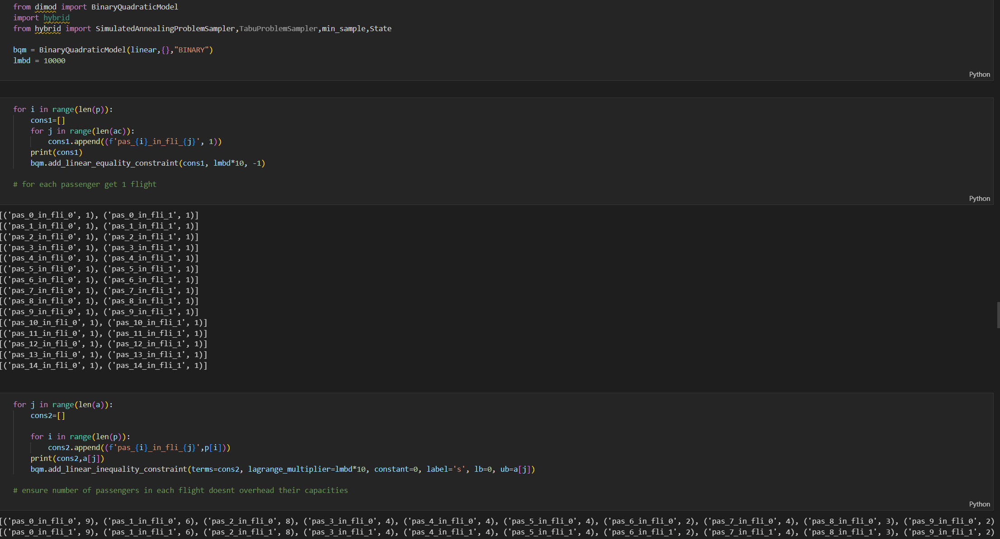 from dimod import BinaryQuadraticModel
import hybrid
from hybrid import SimulatedAnnealingProblemSampler,TabuProblemSampler,min_sample,State
bqm = BinaryQuadraticModel(linear,{},"BINARY")
lmbd = 10000
Python
for i in range(len(p)):
    cons1=[]
    for j in range(len(ac)):
        cons1.append((f'pas_{i}_in_fli_{j}', 1))
    print(cons1)
    bqm.add_linear_equality_constraint(cons1, lmbd*10, -1)
# for each passenger get 1 flight
Python
[('pas_0_in_fli_0', 1), ('pas_0_in_fli_1', 1)]
[('pas_1_in_fli_0', 1), ('pas_1_in_fli_1', 1)]
[('pas_2_in_fli_0', 1), ('pas_2_in_fli_1', 1)]
[('pas_3_in_fli_0', 1), ('pas_3_in_fli_1', 1)]
[('pas_4_in_fli_0', 1), ('pas_4_in_fli_1', 1)]
[('pas_5_in_fli_0', 1), ('pas_5_in_fli_1', 1)]
[('pas_6_in_fli_0', 1), ('pas_6_in_fli_1', 1)]
[('pas_7_in_fli_0', 1), ('pas_7_in_fli_1', 1)]
[('pas_8_in_fli_0', 1), ('pas_8_in_fli_1', 1)]
[('pas_9_in_fli_0', 1), ('pas_9_in_fli_1', 1)]
[('pas_10_in_fli_0', 1), ('pas_10_in_fli_1', 1)]
[('pas_11_in_fli_0', 1), ('pas_11_in_fli_1', 1)]
[('pas_12_in_fli_0', 1), ('pas_12_in_fli_1', 1)]
[('pas_13_in_fli_0', 1), ('pas_13_in_fli_1', 1)]
[('pas_14_in_fli_0', 1), ('pas_14_in_fli_1', 1)]
for j in range(len(a)):
    cons2=[]
    for i in range(len(p)):
        cons2.append((f'pas_{i}_in_fli_{j}',p[i]))
    print(cons2,a[j])
    bqm.add_linear_inequality_constraint(terms=cons2, lagrange_multiplier=lmbd*10, constant=0, label='s', lb=0, ub=a[j])
# ensure number of passengers in each flight doesnt overhead their capacities
Python
[('pas_0_in_fli_0', 9), ('pas_1_in_fli_0', 6), ('pas_2_in_fli_0', 8), ('pas_3_in_fli_0', 4), ('pas_4_in_fli_0', 4), ('pas_5_in_fli_0', 4), ('pas_6_in_fli_0', 2), ('pas_7_in_fli_0', 4), ('pas_8_in_fli_0', 3), ('pas_9_in_fli_0', 2)
[('pas_0_in_fli_1', 9), ('pas_1_in_fli_1', 6), ('pas_2_in_fli_1', 8), ('pas_3_in_fli_1', 4), ('pas_4_in_fli_1', 4), ('pas_5_in_fli_1', 4), ('pas_6_in_fli_1', 2), ('pas_7_in_fli_1', 4), ('pas_8_in_fli_1', 3), ('pas_9_in_fli_1', 2)